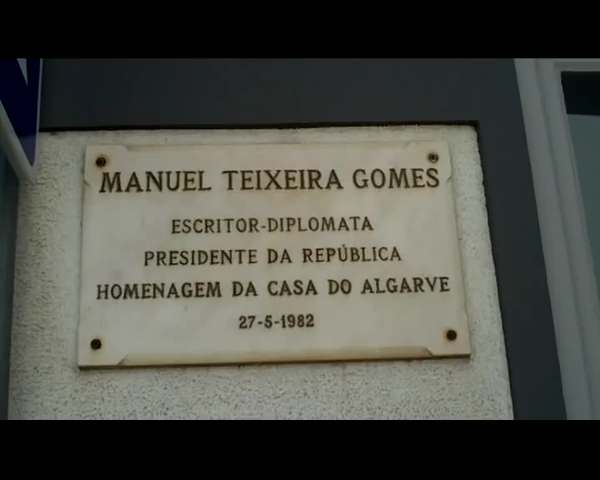 MANUEL TEIXEIRA GOMES
ESCRITOR-DIPLOMATA
PRESIDENTE DA REPÚBLICA
HOMENAGEM DA CASA DO ALGARVE
27-5-1982